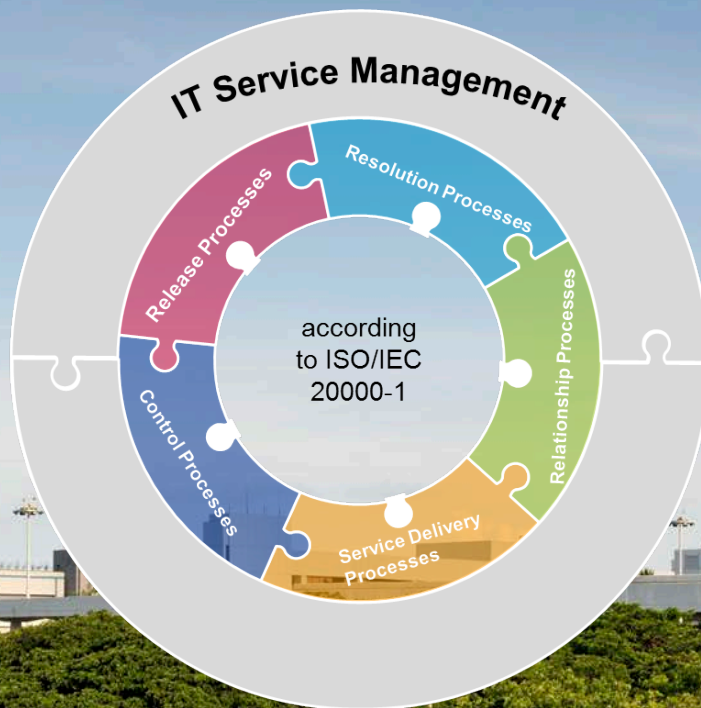 IT Service Management
Resolution Processes
Release Processes
Relationship Processes
according
to ISO/IEC
20000-1
Control Processes
Service Delivery
Processes